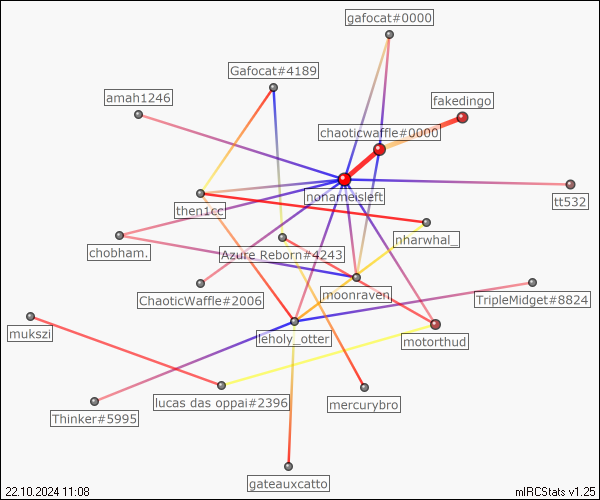 gafocat#0000
Gafocat#4189
amah1246
fakedingo
chaoticwaffle#0000
nonameisleft
tt532
then1cc
nharwhal_
chobham.
Azure Reborn#4243
moonraven
ChaoticWaffle#2006
TripleMidget#8824
mukszi
leholy_otter
motorthud
lucas das oppai#2396
mercurybro
Thinker#5995
gateauxcatto
22.10.2024 11:08
mIRCStats v1.25